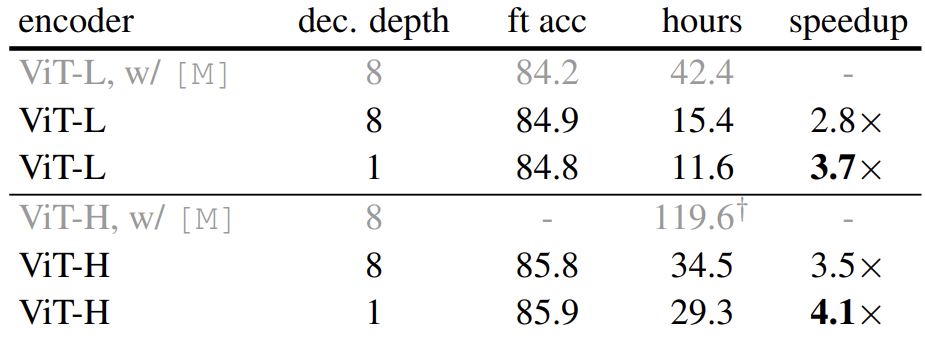 encoder dec. depth ft acc hours speedup
ViT-L, w/ [M] 8 84.2 42.4 -
ViT-L 8 84.9 15.4 2.8×
ViT-L 1 84.8 11.6 3.7×
ViT-H, w/ [M] 8 - 119.6† -
ViT-H 8 85.8 34.5 3.5×
ViT-H 1 85.9 29.3 4.1×